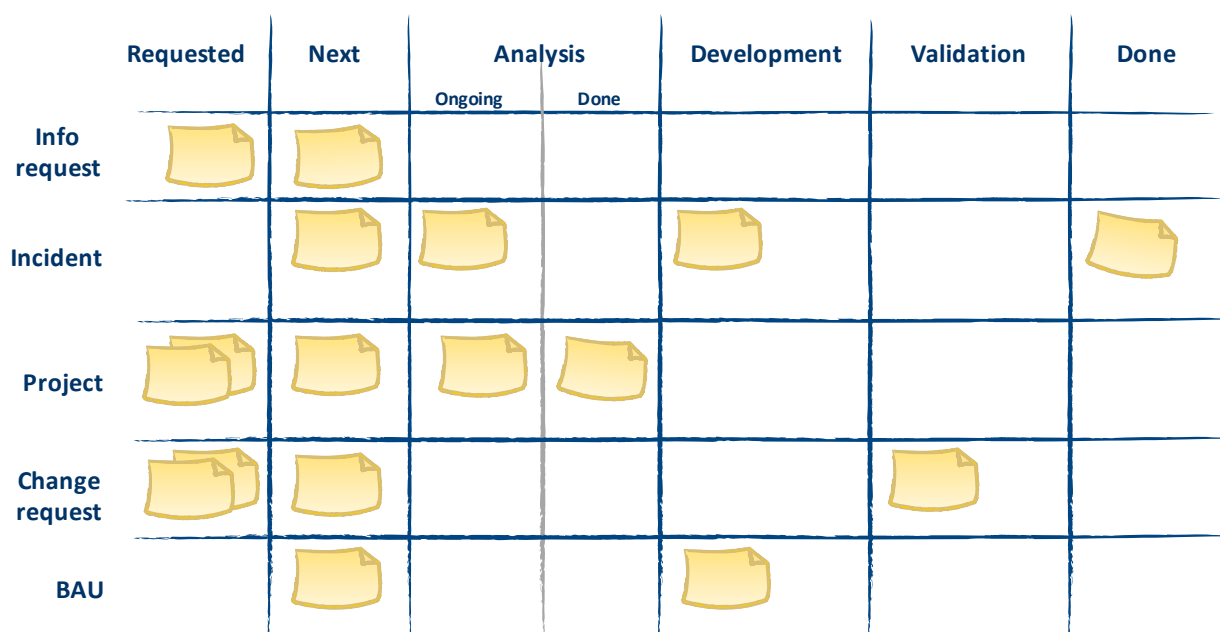 Requested Next Analysis Development Validation Done
Ongoing Done
Info
request
Incident
Project
Change
request
BAU